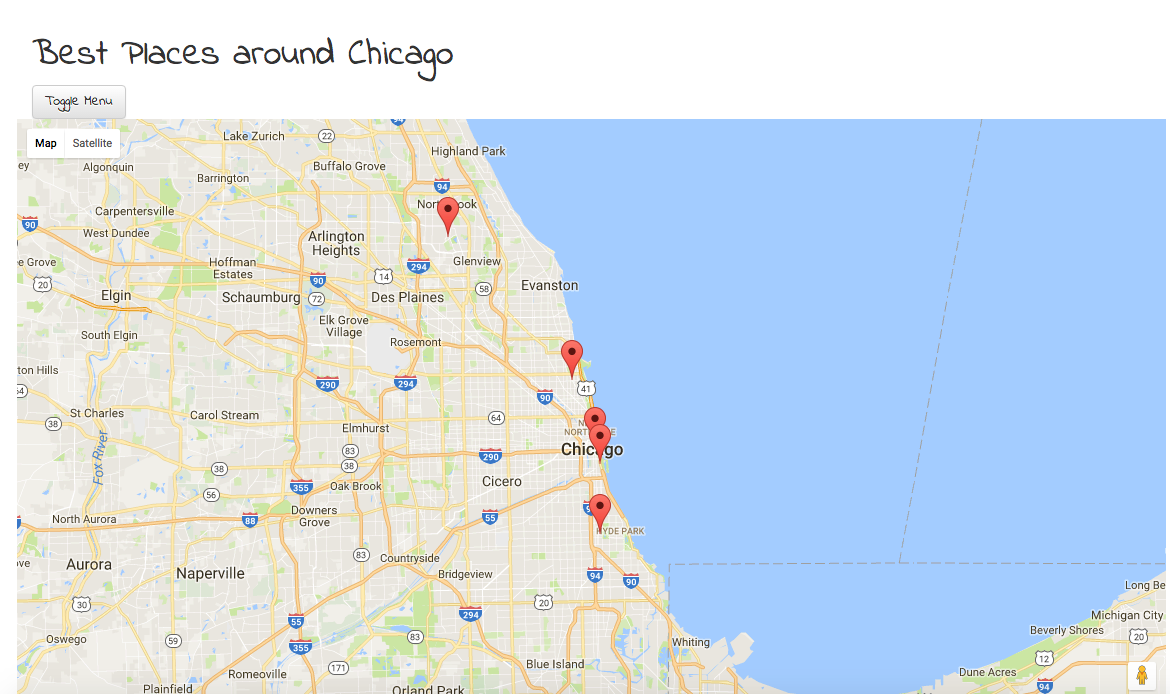 Best Places around Chicago
Toggle Menu
Map Satellite
Lake Zurich
22
Highland Park
Algonquin
Buffalo Grove
Barrington
94
Carpentersville
90
West Dundee
Arlington
Heights
Hoffman
Estates
Glenview
294
20
14
90
58
Evanston
Elgin
Schaumburg
72
Des Plaines
Elk Grove
Village
South Elgin
Rosemont
290
294
41
90
St Charles
Carol Stream
64
38
Elmhurst
Chicago
83
290
38
38
Fox River
Cicero
355
Oak Brook
56
North Aurora
88
Downers
Grove
55
HYDE PARK
83
Countryside
Aurora
Naperville
Bridgeview
94
90
30
20
294
55
Michigan City
Beverly Shores
20
Oswego
59
83
355
Whiting
12
171
Blue Island
Romeoville
Dune Acres
Plainfield
Orland Park
94